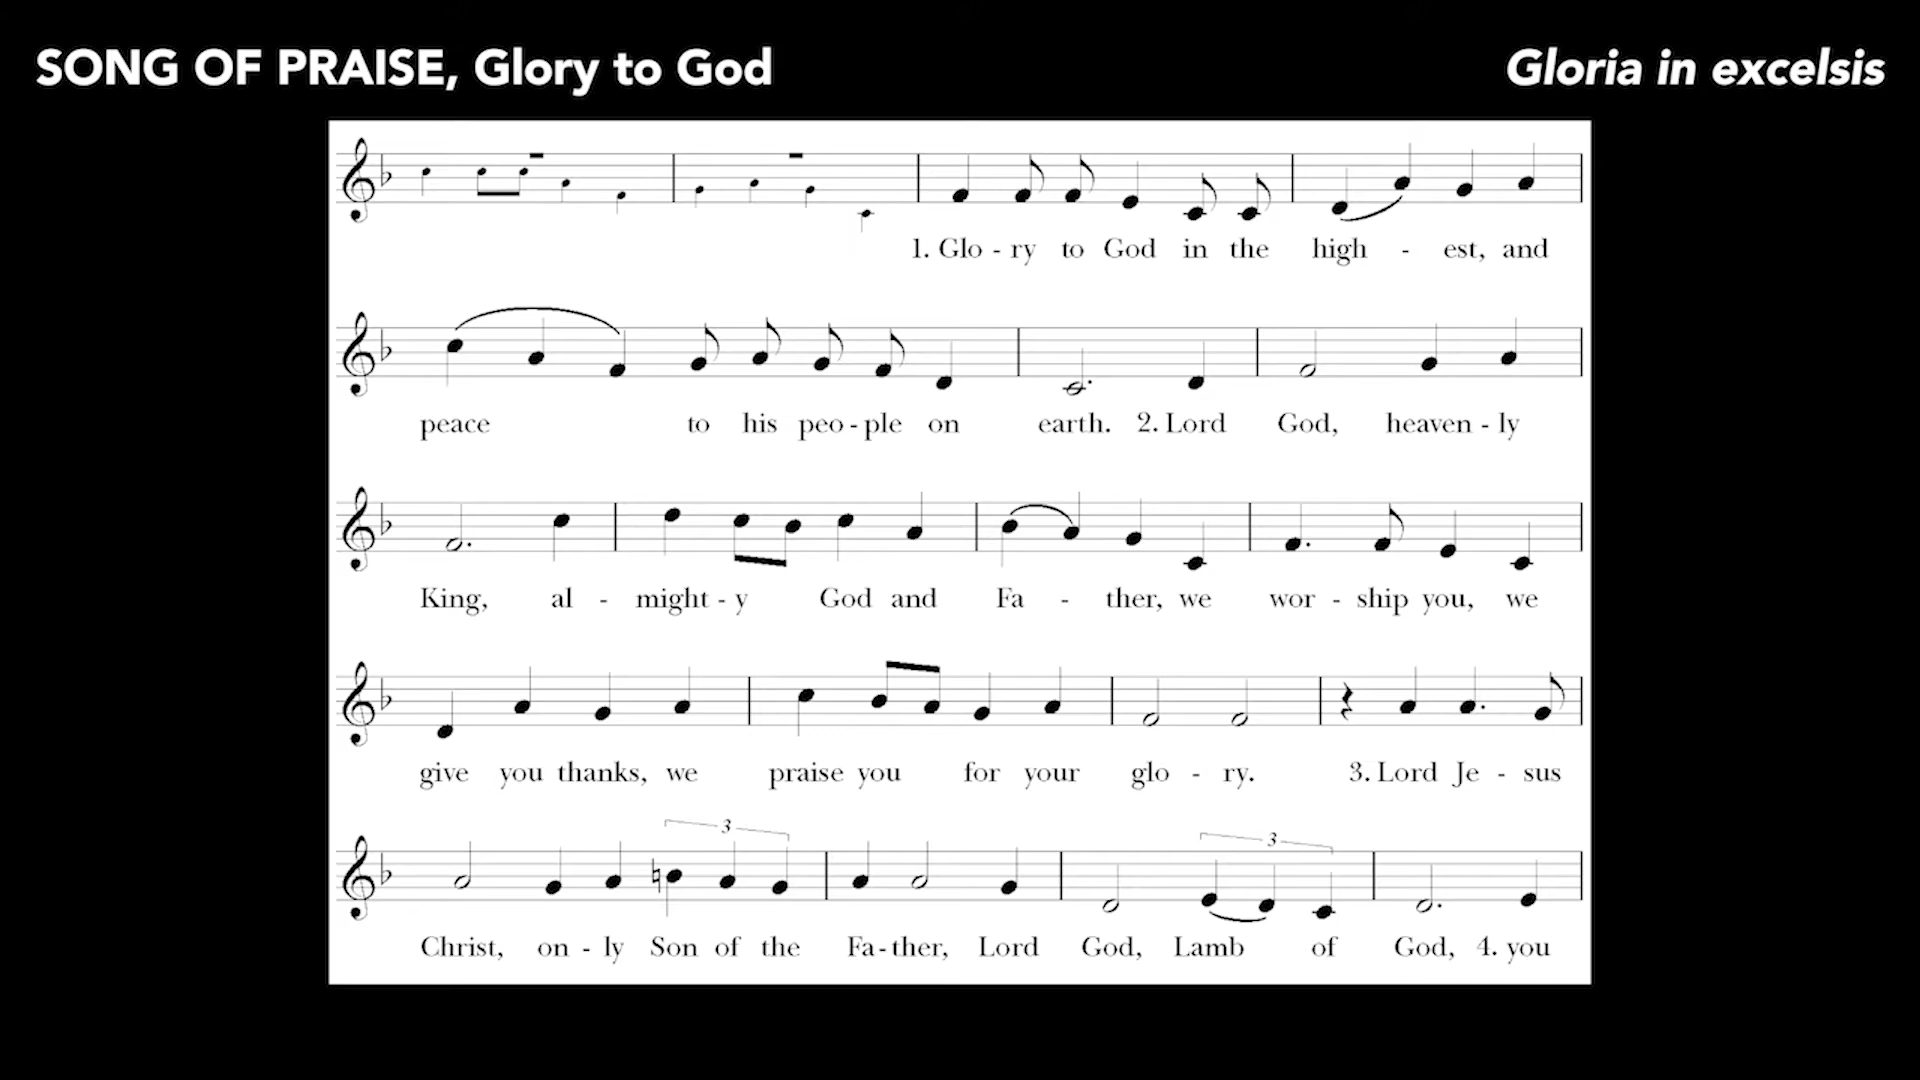 SONG OF PRAISE, Glory to God
Gloria in excelsis
1. Glo - ry to God in the high - est, and
peace to his peo - ple on earth. 2. Lord God, heaven - ly
King, al - might - y God and Fa - ther, we wor - ship you, we
give you thanks, we praise you for your glo - ry. 3. Lord Je - sus
3
3
Christ, on - ly Son of the Fa - ther, Lord God, Lamb of God, 4. you